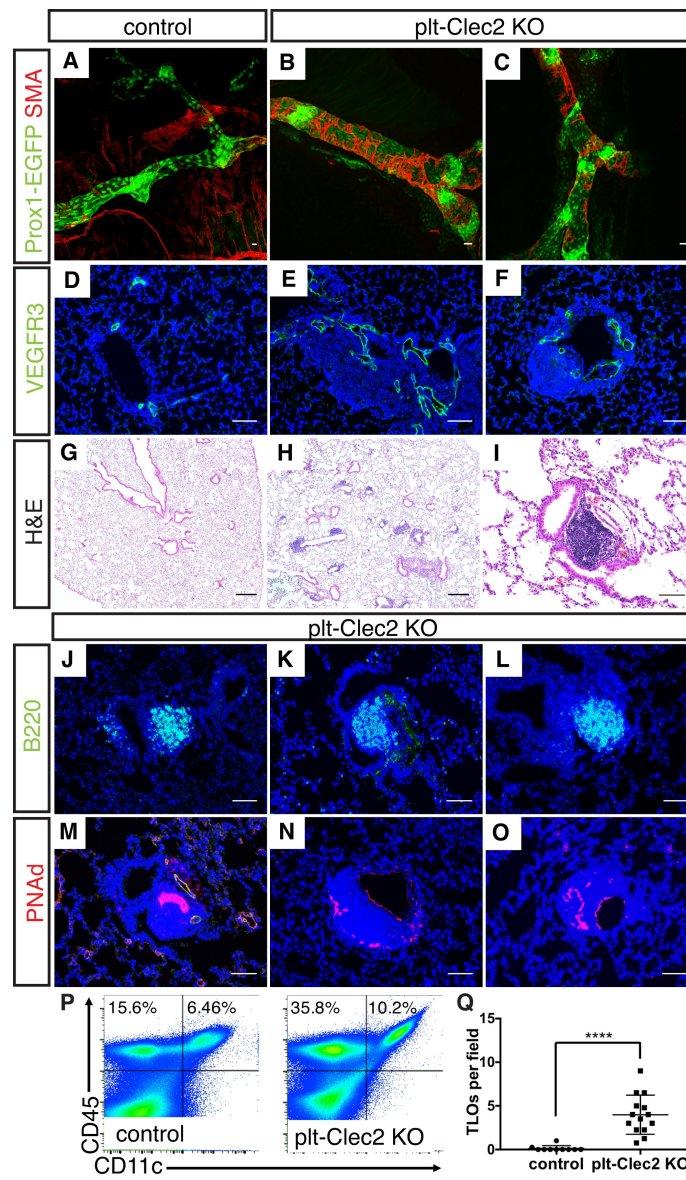 control
plt-Clec2 KO
Prox1-EGFP SMA
A
B
C
VEGFR3
D
E
F
H&E
G
H
I
plt-Clec2 KO
B220
J
K
L
PNAd
M
N
O
P
15.6%
6.46%
35.8%
10.2%
CD45
control
plt-Clec2 KO
CD11c
Q
TLOs per field
15
10
5
0
****
control
plt-Clec2 KO